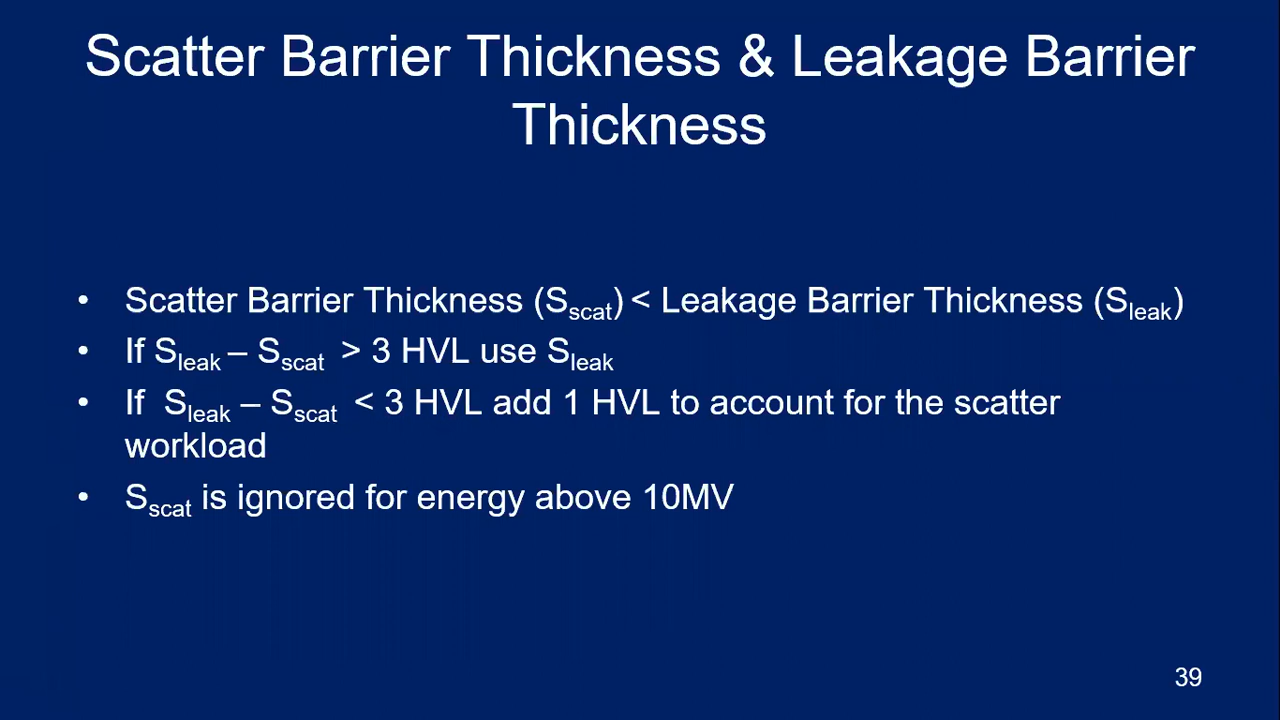 Scatter Barrier Thickness & Leakage Barrier
Thickness
• Scatter Barrier Thickness (Sscat) < Leakage Barrier Thickness (Sleak)
• If Sleak – Sscat > 3 HVL use Sleak
• If Sleak – Sscat < 3 HVL add 1 HVL to account for the scatter
workload
• Sscat is ignored for energy above 10MV
39